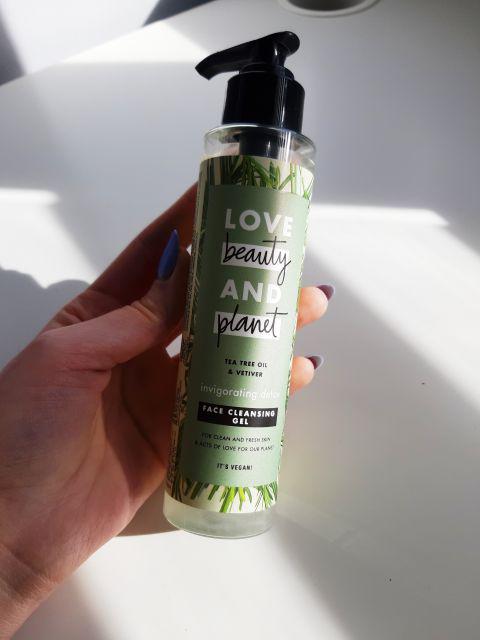 LOVE
beauty
AND
planet
TEA TREE OIL
& VETIVER
invigorating detox
FACE CLEANSING
GEL
FOR CLEAN AND FRESH SKIN
& ACTS OF LOVE FOR OUR PLANET
IT'S VEGAN!